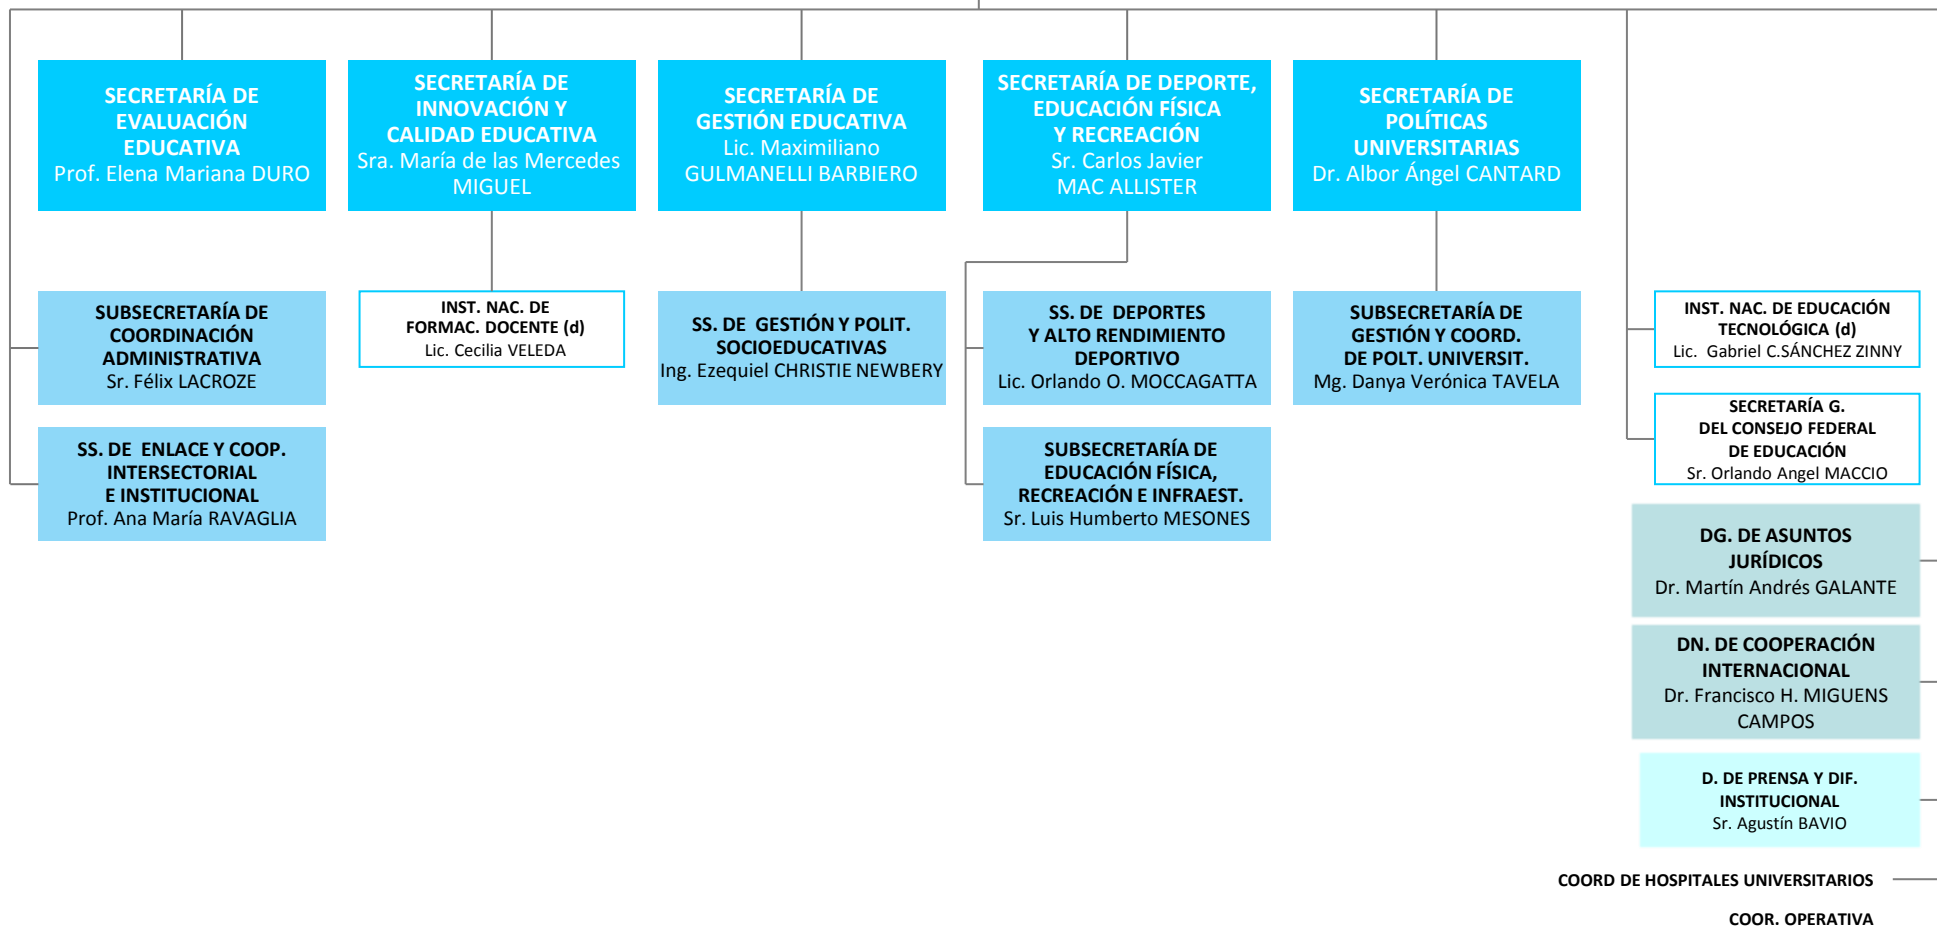 SECRETARÍA DE
EVALUACIÓN
EDUCATIVA
Prof. Elena Mariana DURO
SECRETARÍA DE
INNOVACIÓN Y
CALIDAD EDUCATIVA
Sra. María de las Mercedes
MIGUEL
SECRETARÍA DE
GESTIÓN EDUCATIVA
Lic. Maximiliano
GULMANELLI BARBIERO
SECRETARÍA DE DEPORTE,
EDUCACIÓN FÍSICA
Y RECREACIÓN
Sr. Carlos Javier
MAC ALLISTER
SECRETARÍA DE
POLÍTICAS
UNIVERSITARIAS
Dr. Albor Ángel CANTARD
SUBSECRETARÍA DE
COORDINACIÓN
ADMINISTRATIVA
Sr. Félix LACROZE
INST. NAC. DE
FORMAC. DOCENTE (d)
Lic. Cecilia VELEDA
SS. DE GESTIÓN Y POLIT.
SOCIOEDUCATIVAS
Ing. Ezequiel CHRISTIE NEWBERY
SS. DE DEPORTES
Y ALTO RENDIMIENTO
DEPORTIVO
Lic. Orlando O. MOCCAGATTA
SUBSECRETARÍA DE
GESTIÓN Y COORD.
DE POLT. UNIVERSIT.
Mg. Danya Verónica TAVELA
INST. NAC. DE EDUCACIÓN
TECNOLÓGICA (d)
Lic. Gabriel C.SÁNCHEZ ZINNY
SECRETARÍA G.
DEL CONSEJO FEDERAL
DE EDUCACIÓN
Sr. Orlando Angel MACCIO
SS. DE ENLACE Y COOP.
INTERSECTORIAL
E INSTITUCIONAL
Prof. Ana María RAVAGLIA
SUBSECRETARÍA DE
EDUCACIÓN FÍSICA,
RECREACIÓN E INFRAEST.
Sr. Luis Humberto MESONES
DG. DE ASUNTOS
JURÍDICOS
Dr. Martín Andrés GALANTE
DN. DE COOPERACIÓN
INTERNACIONAL
Dr. Francisco H. MIGUENS
CAMPOS
D. DE PRENSA Y DIF.
INSTITUCIONAL
Sr. Agustín BAVIO
COORD DE HOSPITALES UNIVERSITARIOS
COOR. OPERATIVA